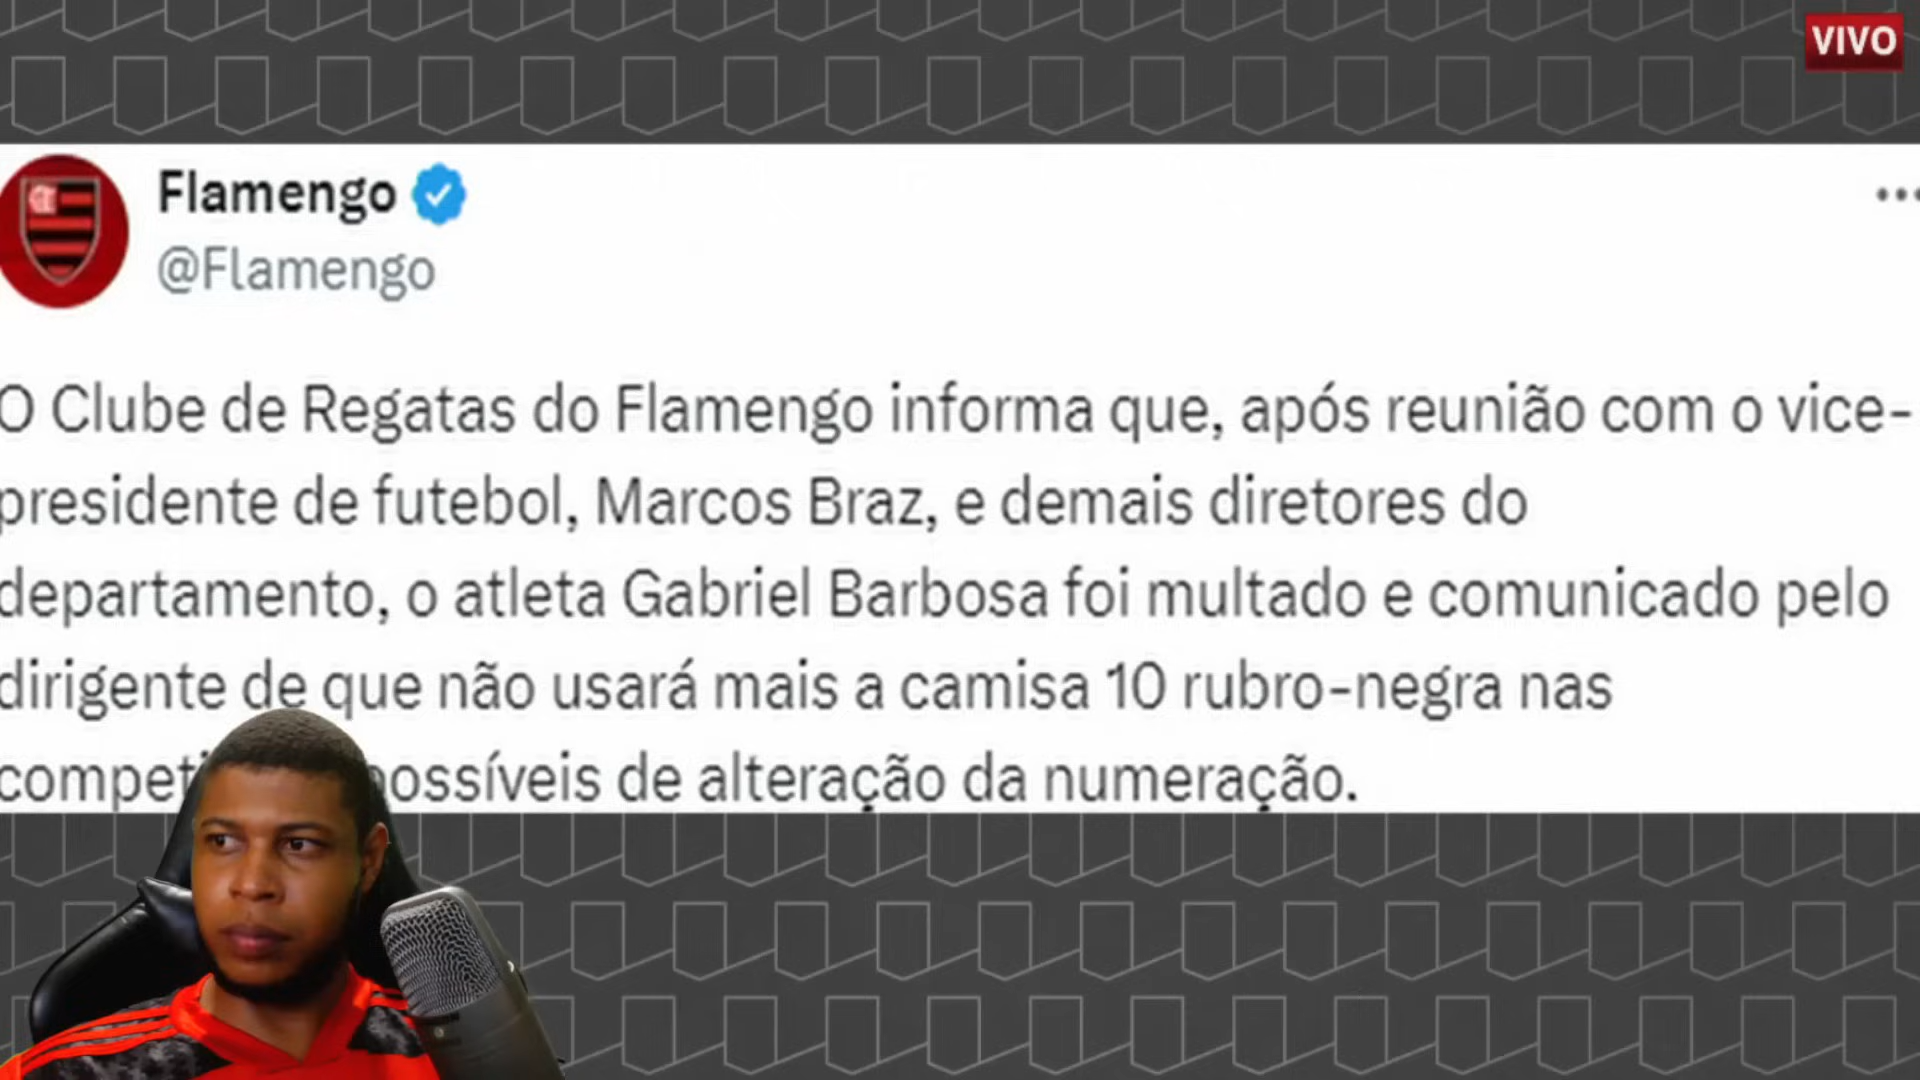 VIVO
Flamengo
@Flamengo
O Clube de Regatas do Flamengo informa que, após reunião com o vice-
presidente de futebol, Marcos Braz, e demais diretores do
departamento, o atleta Gabriel Barbosa foi multado e comunicado pelo
dirigente de que não usará mais a camisa 10 rubro-negra nas
de alteração da numeração.